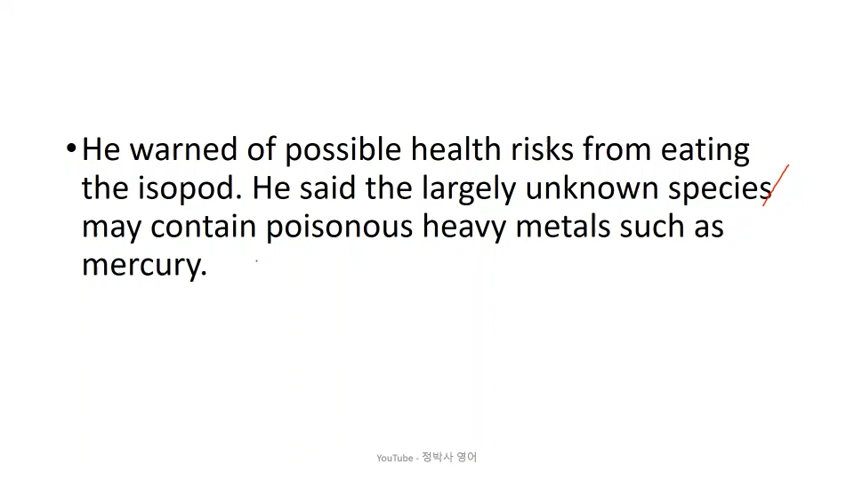 •He warned of possible health risks from eating
the isopod. He said the largely unknown species
may contain poisonous heavy metals such as
mercury.
YouTube - 정박사 영어